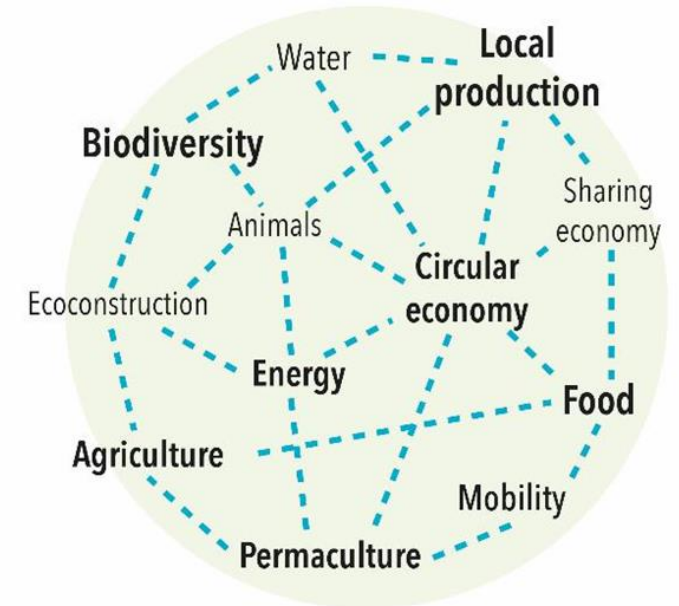 Water
Local
production
Biodiversity
Sharing
economy
Animals
Circular
economy
Ecoconstruction
Energy
Food
Agriculture
Mobility
Permaculture